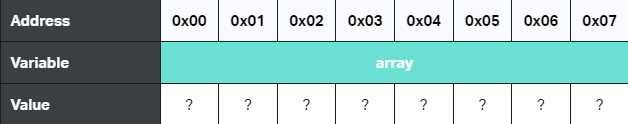 Address 0x00 0x01 0x02 0x03 0x04 0x05 0x06 0x07
Variable array
Value ? ? ? ? ? ? ? ?